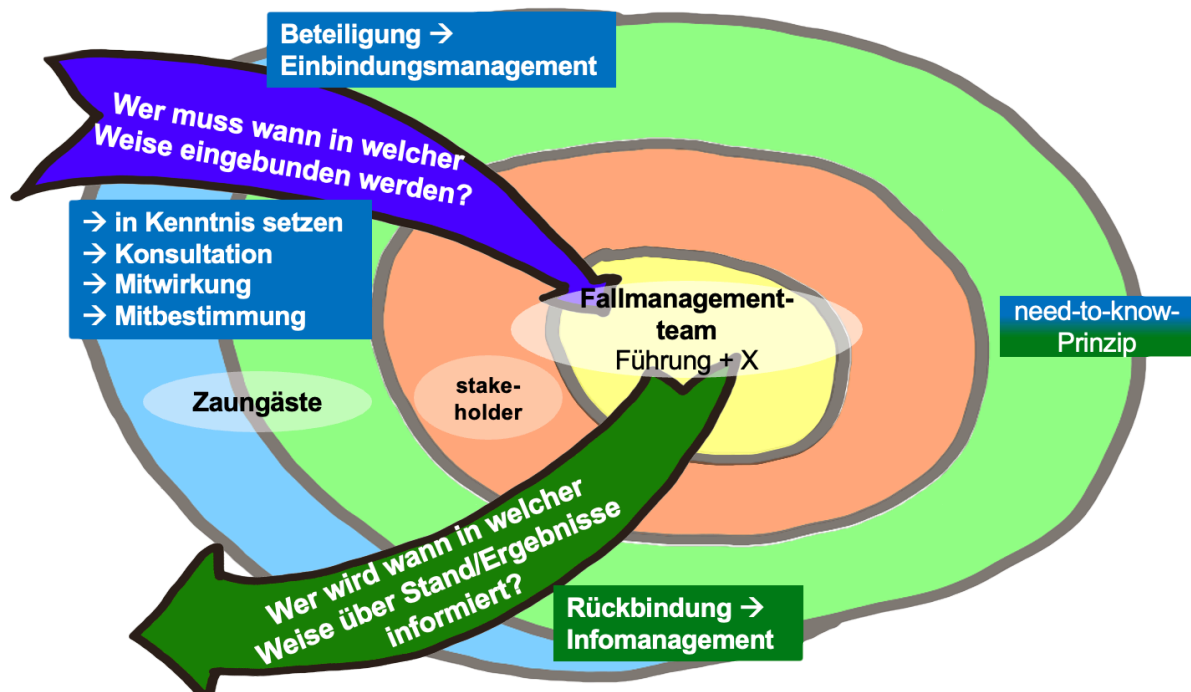 Beteiligung →
Einbindungsmanagement
Wer muss wann in welcher
Weise eingebunden werden?
→ in Kenntnis setzen
→ Konsultation
→ Mitwirkung
→ Mitbestimmung
Fallmanagement-
team
Führung + X
need-to-know-
Prinzip
stake-
holder
Zaungäste
Wer wird wann in welcher
Weise über Stand/Ergebnisse
informiert?
Rückbindung →
Infomanagement